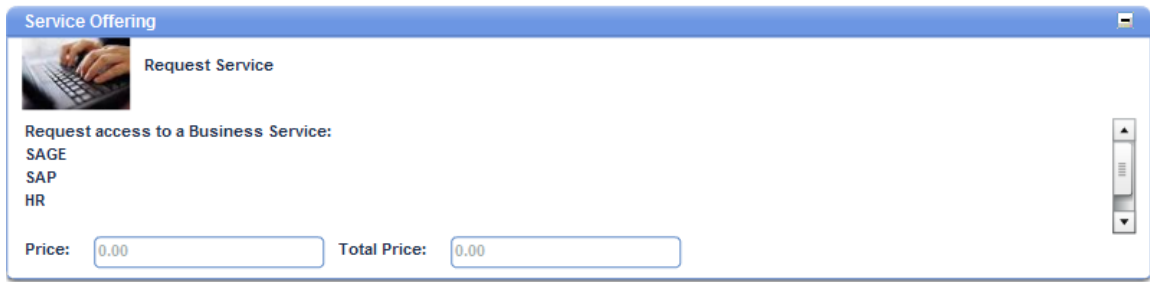 Service Offering
Request Service
Request access to a Business Service:
SAGE
SAP
HR
Price: 0.00 Total Price: 0.00